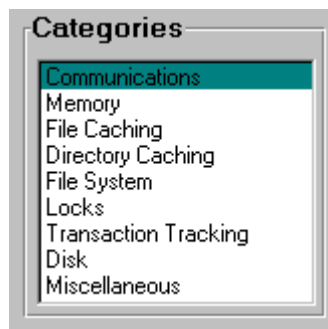 Categories
Communications
Memory
File Caching
Directory Caching
File System
Locks
Transaction Tracking
Disk
Miscellaneous